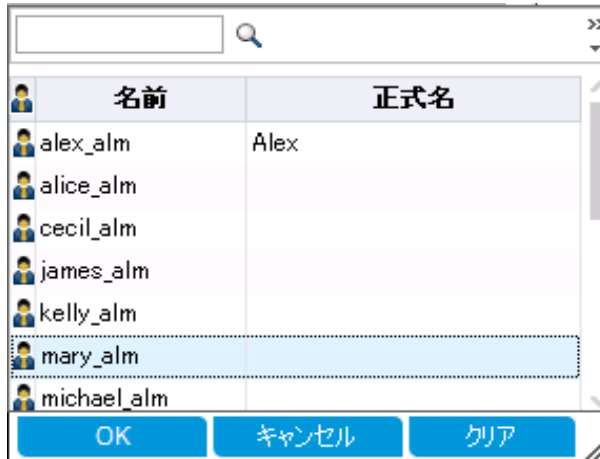 名前 正式名
alex_alm Alex
alice_alm
cecil_alm
james_alm
kelly_alm
mary_alm
michael_alm
OK キャンセル クリア